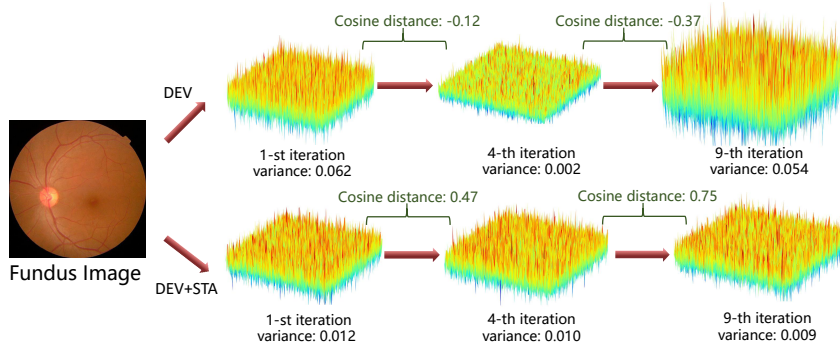 Cosine distance: -0.12
Cosine distance: -0.37
DEV
1-st iteration
variance: 0.062
4-th iteration
variance: 0.002
9-th iteration
variance: 0.054
Fundus Image
Cosine distance: 0.47
Cosine distance: 0.75
DEV+STA
1-st iteration
variance: 0.012
4-th iteration
variance: 0.010
9-th iteration
variance: 0.009